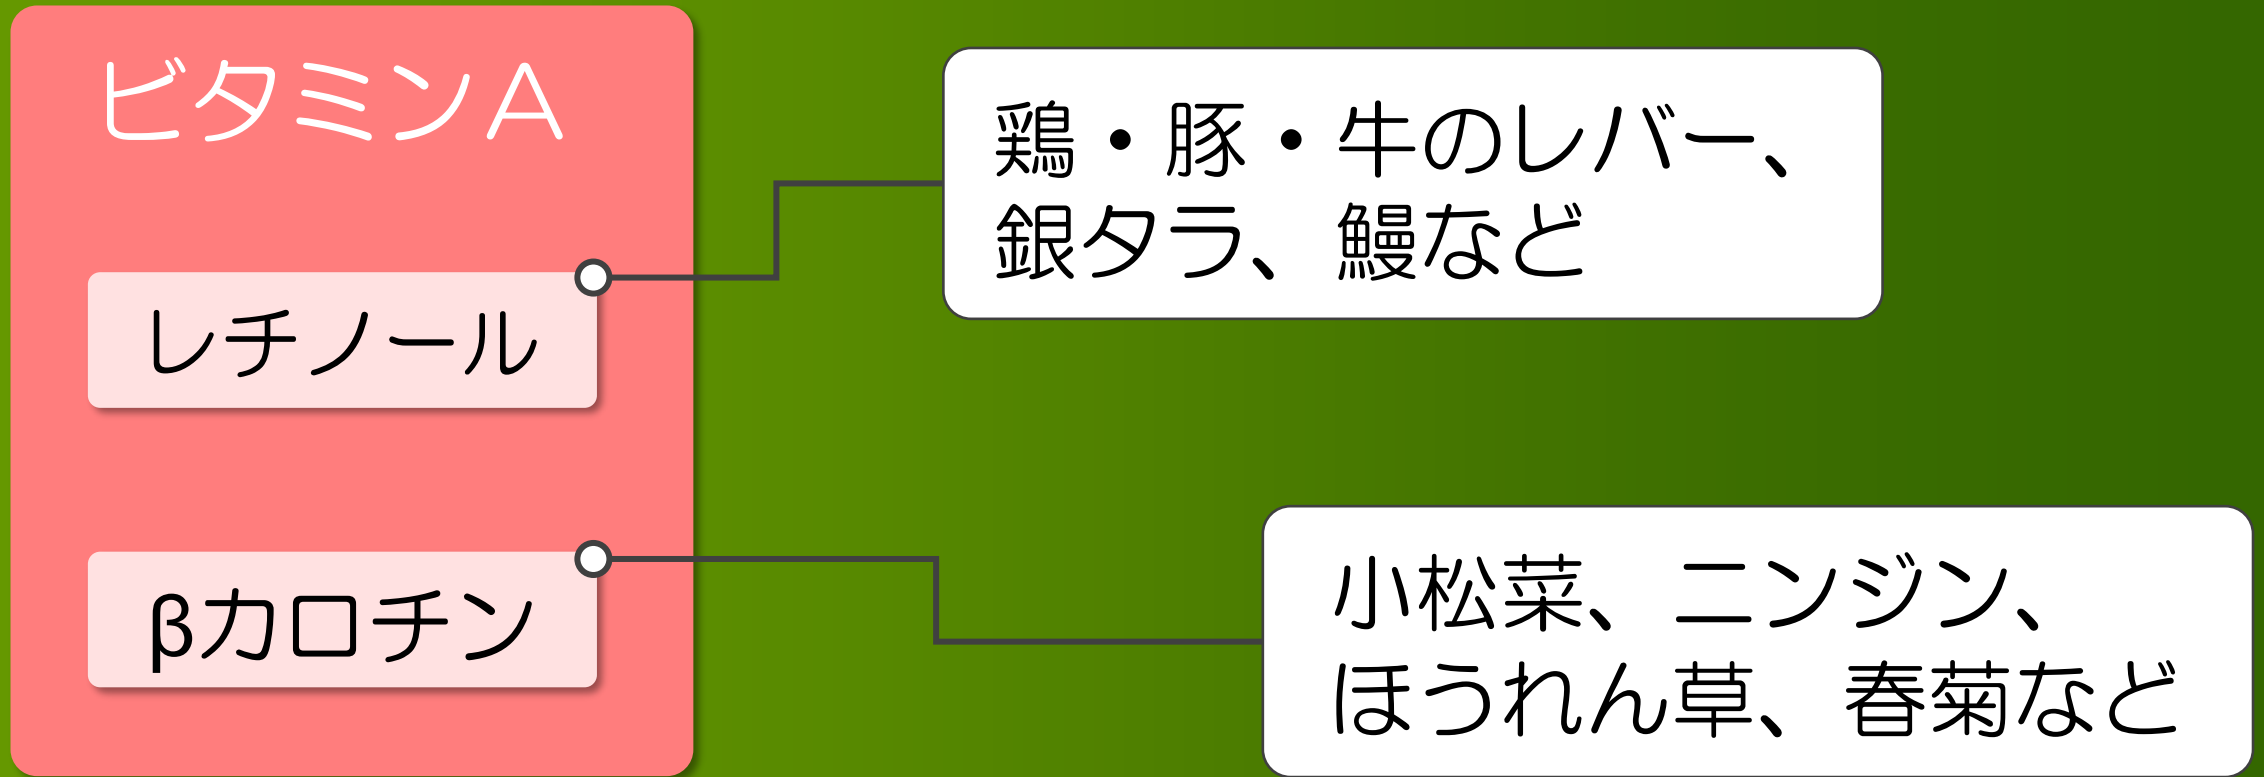 ビタミンA
レチノール
鶏・豚・牛のレバー、
銀タラ、鰻など
βカロチン
小松菜、ニンジン、
ほうれん草、春菊など